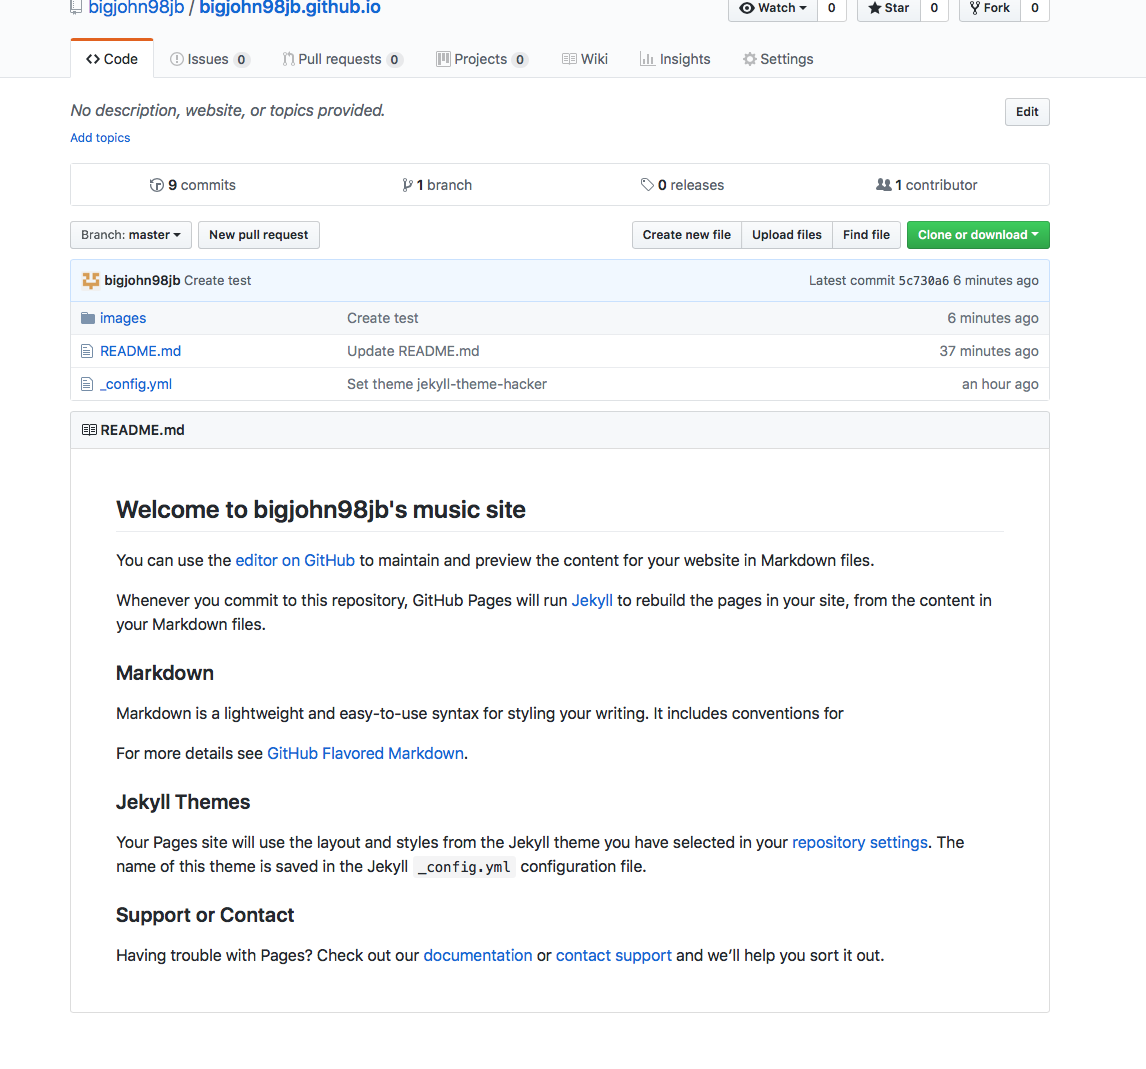 bigjohn98jb / bigjohn98jb.github.io
Watch 0 Star 0 Fork 0
Code Issues 0 Pull requests 0 Projects 0 Wiki Insights Settings
No description, website, or topics provided. Edit
Add topics
9 commits 1 branch 0 releases 1 contributor
Branch: master New pull request Create new file Upload files Find file Clone or download
bigjohn98jb Create test Latest commit 5c730a6 6 minutes ago
images Create test 6 minutes ago
README.md Update README.md 37 minutes ago
_config.yml Set theme jekyll-theme-hacker an hour ago
README.md
Welcome to bigjohn98jb's music site
You can use the editor on GitHub to maintain and preview the content for your website in Markdown files.
Whenever you commit to this repository, GitHub Pages will run Jekyll to rebuild the pages in your site, from the content in
your Markdown files.
Markdown
Markdown is a lightweight and easy-to-use syntax for styling your writing. It includes conventions for
For more details see GitHub Flavored Markdown.
Jekyll Themes
Your Pages site will use the layout and styles from the Jekyll theme you have selected in your repository settings. The
name of this theme is saved in the Jekyll _config.yml configuration file.
Support or Contact
Having trouble with Pages? Check out our documentation or contact support and we’ll help you sort it out.